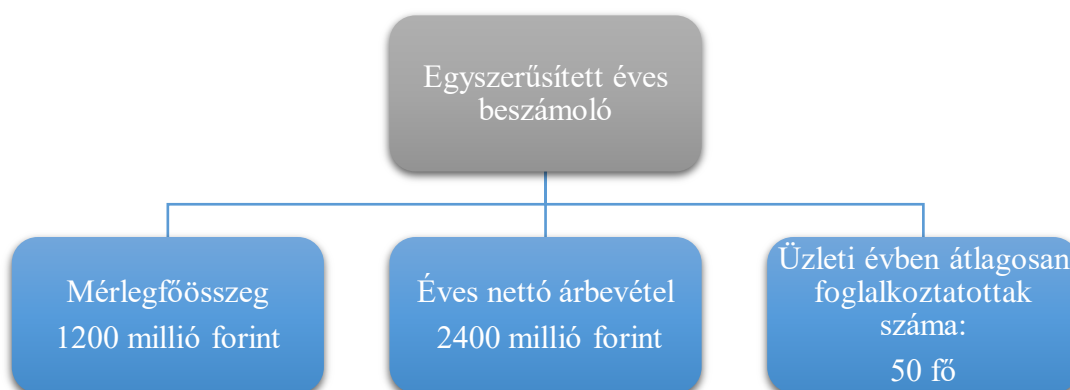 Egyszerűsített éves
beszámoló
Mérlegfőösszeg
1200 millió forint
Éves nettó árbevétel
2400 millió forint
Üzleti évben átlagosan
foglalkoztatottak
száma:
50 fő